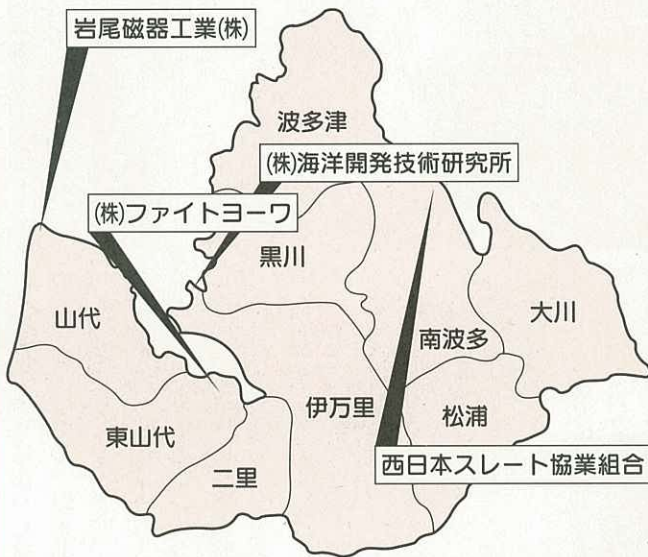 岩尾磁器工業(株)
波多津
(株)海洋開発技術研究所
(株)ファイトヨーワ
黒川
山代
大川
南波多
伊万里
東山代
松浦
二里
西日本スレート協業組合